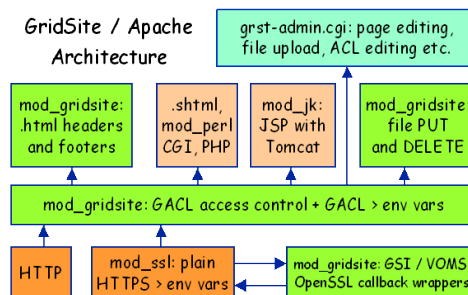 GridSite / Apache
Architecture
grst-admin.cgi: page editing,
file upload, ACL editing etc.
mod_gridsite:
.html headers
and footers
.shtml,
mod_perl
CGI, PHP
mod_jk:
JSP with
Tomcat
mod_gridsite
file PUT
and DELETE
mod_gridsite: GACL access control + GACL > env vars
HTTP
mod_ssl: plain
HTTPS > env vars
mod_gridsite: GSI / VOMS
OpenSSL callback wrappers